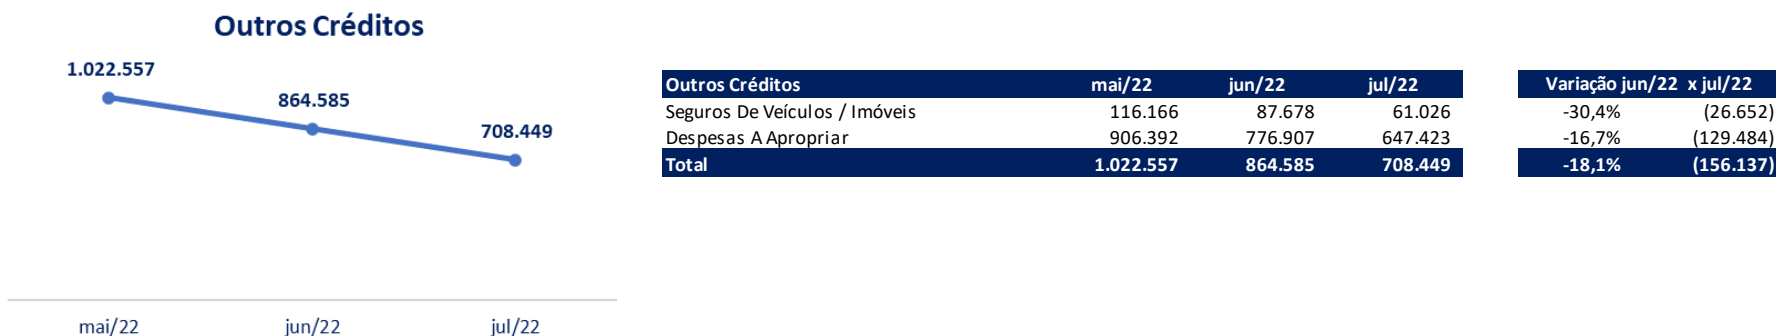 Outros Créditos
1.022.557
864.585
708.449
mai/22 jun/22 jul/22
Outros Créditos mai/22 jun/22 jul/22
Seguros De Veículos / Imóveis 116.166 87.678 61.026
Despesas A Apropriar 906.392 776.907 647.423
Total 1.022.557 864.585 708.449
Variação jun/22 x jul/22
-30,4% (26.652)
-16,7% (129.484)
-18,1% (156.137)